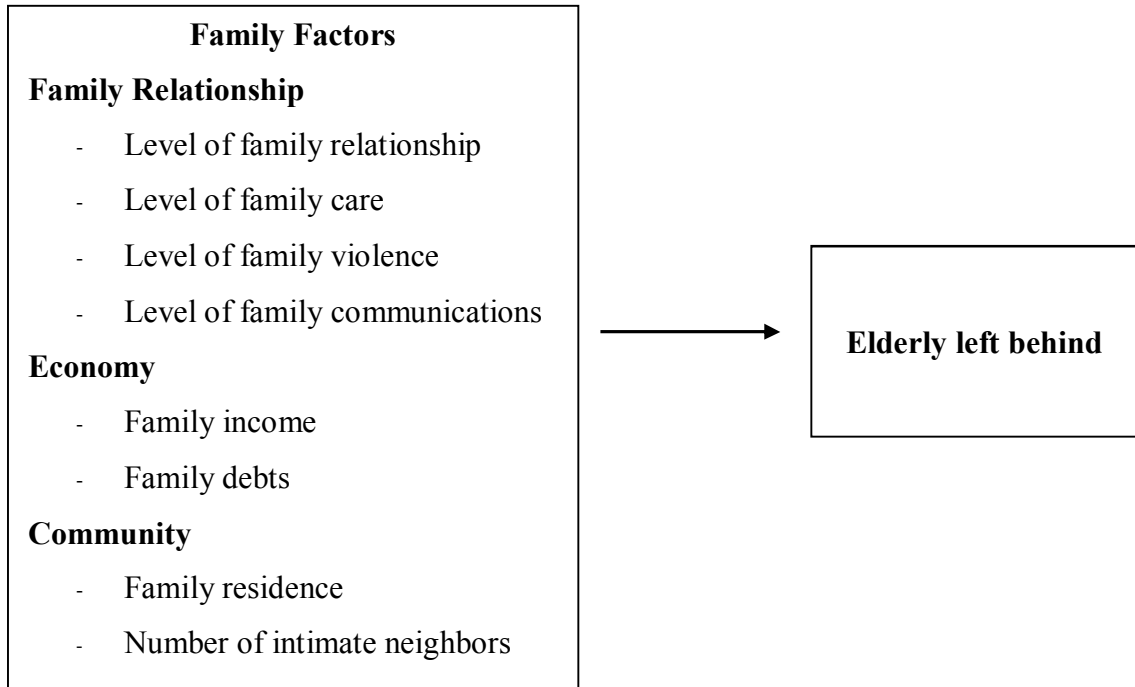 Family Factors
Family Relationship
- Level of family relationship
- Level of family care
- Level of family violence
- Level of family communications
Economy
- Family income
- Family debts
Community
- Family residence
- Number of intimate neighbors
Elderly left behind